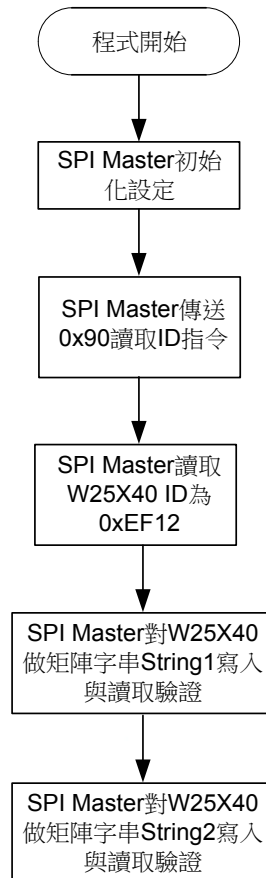 程式開始
SPI Master初始
化設定
SPI Master傳送
0x90讀取ID指令
SPI Master讀取
W25X40 ID為
0xEF12
SPI Master對W25X40
做矩陣字串String1寫入
與讀取驗證
SPI Master對W25X40
做矩陣字串String2寫入
與讀取驗證